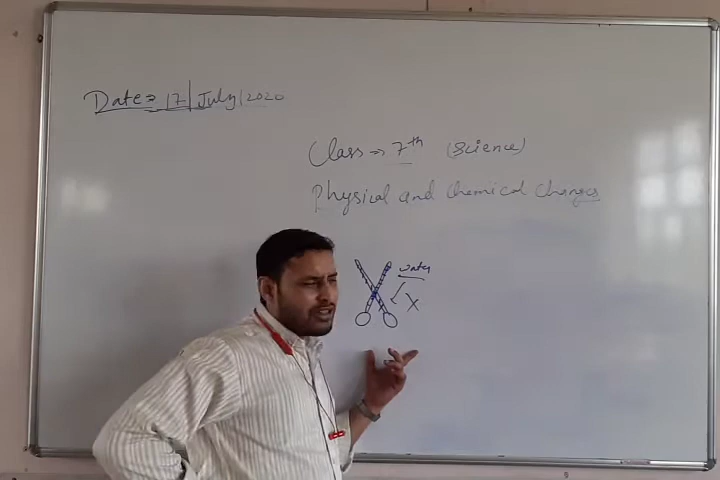 Date => 17/July/2020
Class => 7th (Science)
Physical and chemical changes
water
X